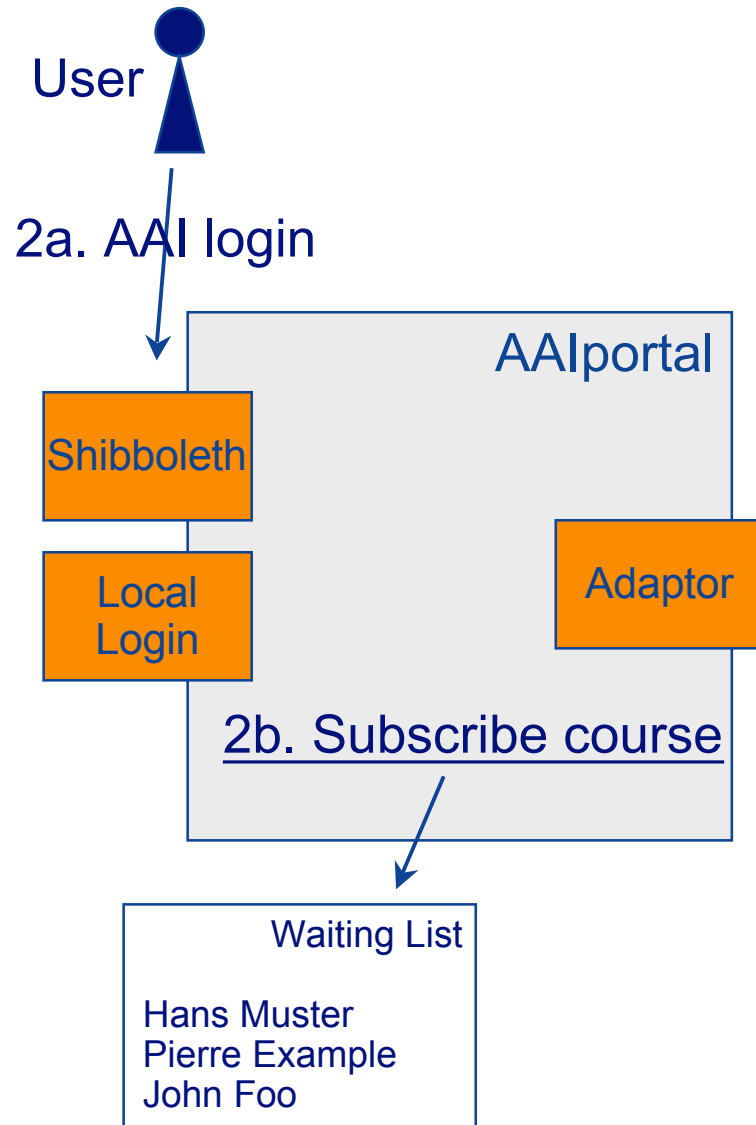 User
2a. AAI login
AAIportal
Shibboleth
Adaptor
Local
Login
2b. Subscribe course
Waiting List
Hans Muster
Pierre Example
John Foo